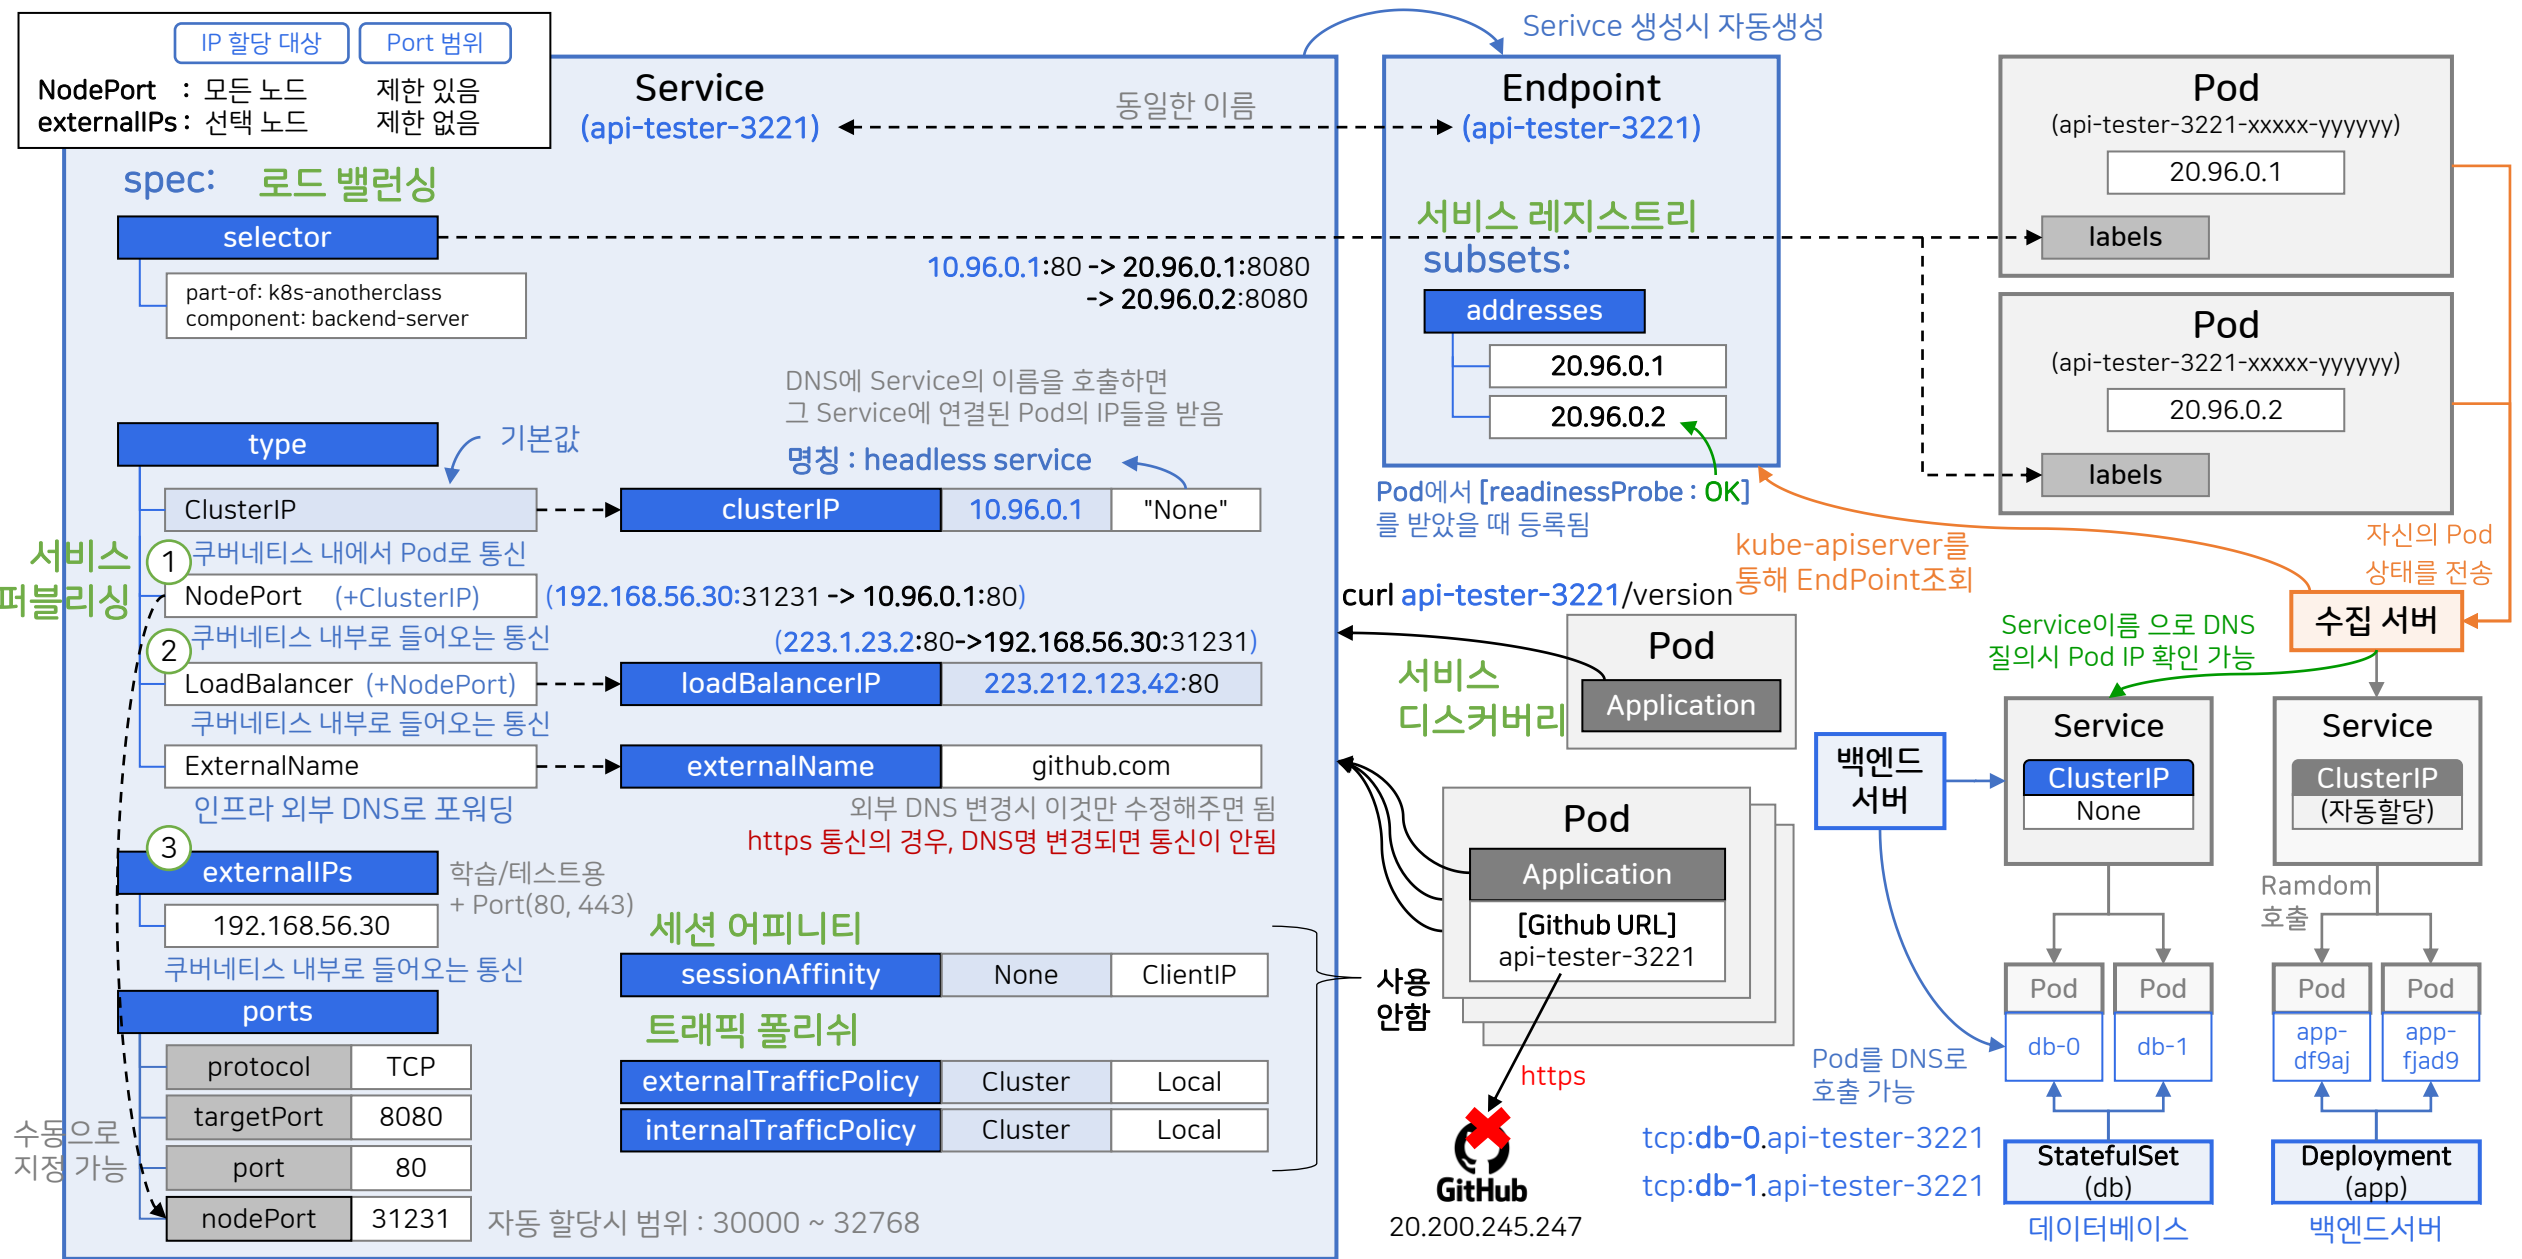 IP 할당 대상
Port 범위
NodePort : 모든 노드 제한 있음
externalIPs : 선택 노드 제한 없음
Service
(api-tester-3221)
동일한 이름
Serivce 생성시 자동생성
Endpoint
(api-tester-3221)
spec:
로드 밸런싱
selector
part-of: k8s-anotherclass
component: backend-server
10.96.0.1:80 -> 20.96.0.1:8080
-> 20.96.0.2:8080
서비스 레지스트리
subsets:
addresses
20.96.0.1
20.96.0.2
Pod에서 [readinessProbe : OK]
를 받았을 때 등록됨
Pod
(api-tester-3221-xxxxx-yyyyyy)
20.96.0.1
labels
Pod
(api-tester-3221-xxxxx-yyyyyy)
20.96.0.2
labels
DNS에 Service의 이름을 호출하면
그 Service에 연결된 Pod의 IP들을 받음
명칭 : headless service
type
기본값
ClusterIP
clusterIP
10.96.0.1
"None"
서비스
퍼블리싱
1
쿠버네티스 내에서 Pod로 통신
NodePort (+ClusterIP)
(192.168.56.30:31231 -> 10.96.0.1:80)
2
쿠버네티스 내부로 들어오는 통신
(223.1.23.2:80->192.168.56.30:31231)
LoadBalancer (+NodePort)
loadBalancerIP
223.212.123.42:80
쿠버네티스 내부로 들어오는 통신
ExternalName
externalName
github.com
인프라 외부 DNS로 포워딩
외부 DNS 변경시 이것만 수정해주면 됨
https 통신의 경우, DNS명 변경되면 통신이 안됨
3
externalIPs
학습/테스트용
+ Port(80, 443)
192.168.56.30
쿠버네티스 내부로 들어오는 통신
ports
protocol
TCP
targetPort
8080
port
80
nodePort
31231
수동으로
지정 가능
자동 할당시 범위 : 30000 ~ 32768
세션 어피니티
sessionAffinity
None
ClientIP
트래픽 폴리쉬
externalTrafficPolicy
Cluster
Local
internalTrafficPolicy
Cluster
Local
사용
안함
curl api-tester-3221/version
kube-apiserver를
통해 EndPoint조회
Pod
Application
서비스
디스커버리
Pod
Application
[Github URL]
api-tester-3221
https
GitHub
20.200.245.247
자신의 Pod
상태를 전송
수집 서버
Service이름 으로 DNS
질의시 Pod IP 확인 가능
백엔드
서버
Service
ClusterIP
None
Service
ClusterIP
(자동할당)
Ramdom
호출
Pod
db-0
Pod
db-1
Pod
app-
df9aj
Pod
app-
fjad9
Pod를 DNS로
호출 가능
tcp:db-0.api-tester-3221
tcp:db-1.api-tester-3221
StatefulSet
(db)
데이터베이스
Deployment
(app)
백엔드서버